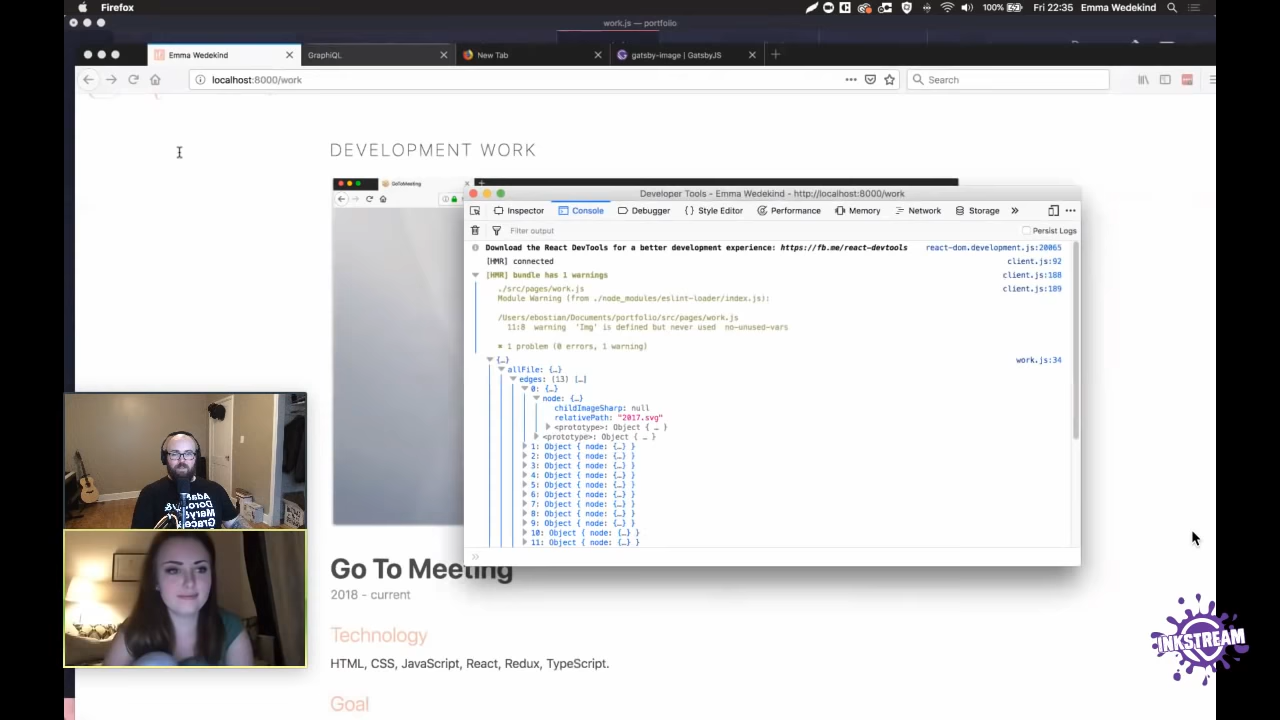 Firefox
100%
Fri 22:35
Emma Wedekind
work.js — portfolio
Emma Wedekind
GraphiQL
New Tab
gatsby-image | GatsbyJS
localhost:8000/work
Search
DEVELOPMENT WORK
GoToMeeting
Developer Tools - Emma Wedekind - http://localhost:8000/work
Inspector
Console
Debugger
Style Editor
Performance
Memory
Network
Storage
Filter output
Persist Logs
Download the React DevTools for a better development experience: https://fb.me/react-devtools
react-dom.development.js:20065
[HMR] connected
client.js:92
[HMR] bundle has 1 warnings
client.js:188
./src/pages/work.js
client.js:189
Module Warning (from ./node_modules/eslint-loader/index.js):
/Users/ebostian/Documents/portfolio/src/pages/work.js
11:8 warning 'Img' is defined but never used no-unused-vars
✖ 1 problem (0 errors, 1 warning)
{…}
work.js:34
allFile: {…}
edges: (13) […]
0: {…}
node: {…}
childImageSharp: null
relativePath: "2017.svg"
<prototype>: Object { … }
<prototype>: Object { … }
1: Object { node: {…} }
2: Object { node: {…} }
3: Object { node: {…} }
4: Object { node: {…} }
5: Object { node: {…} }
6: Object { node: {…} }
7: Object { node: {…} }
8: Object { node: {…} }
9: Object { node: {…} }
10: Object { node: {…} }
11: Object { node: {…} }
Go To Meeting
2018 - current
Technology
HTML, CSS, JavaScript, React, Redux, TypeScript.
Goal
INKSTREAM